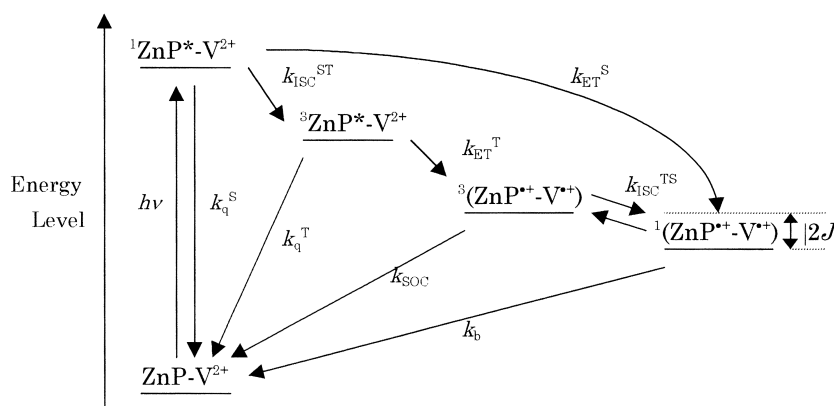 ¹ZnP*-V²⁺
k_ISC^ST
k_ET^S
³ZnP*-V²⁺
k_ET^T
Energy
Level
hν
k_q^S
³(ZnP•⁺-V•⁺)
k_ISC^TS
k_q^T
¹(ZnP•⁺-V•⁺)
|2J
k_SOC
k_b
ZnP-V²⁺